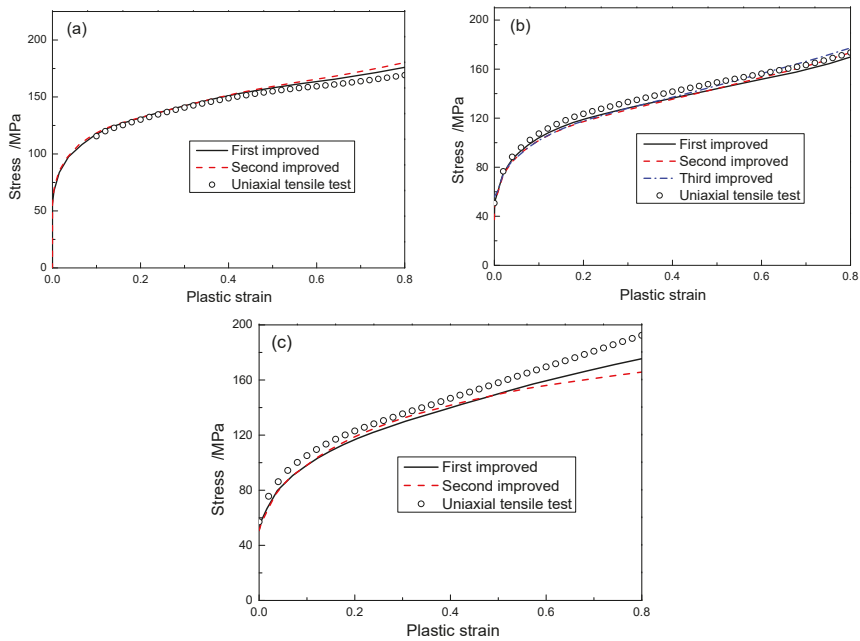 (a)
200
150
100
50
0
Stress /MPa
First improved
Second improved
Uniaxial tensile test
0.0 0.2 0.4 0.6 0.8
Plastic strain
(b)
200
160
120
80
40
0
Stress /MPa
First improved
Second improved
Third improved
Uniaxial tensile test
0.0 0.2 0.4 0.6 0.8
Plastic strain
(c)
200
160
120
80
40
0
Stress /MPa
First improved
Second improved
Uniaxial tensile test
0.0 0.2 0.4 0.6 0.8
Plastic strain